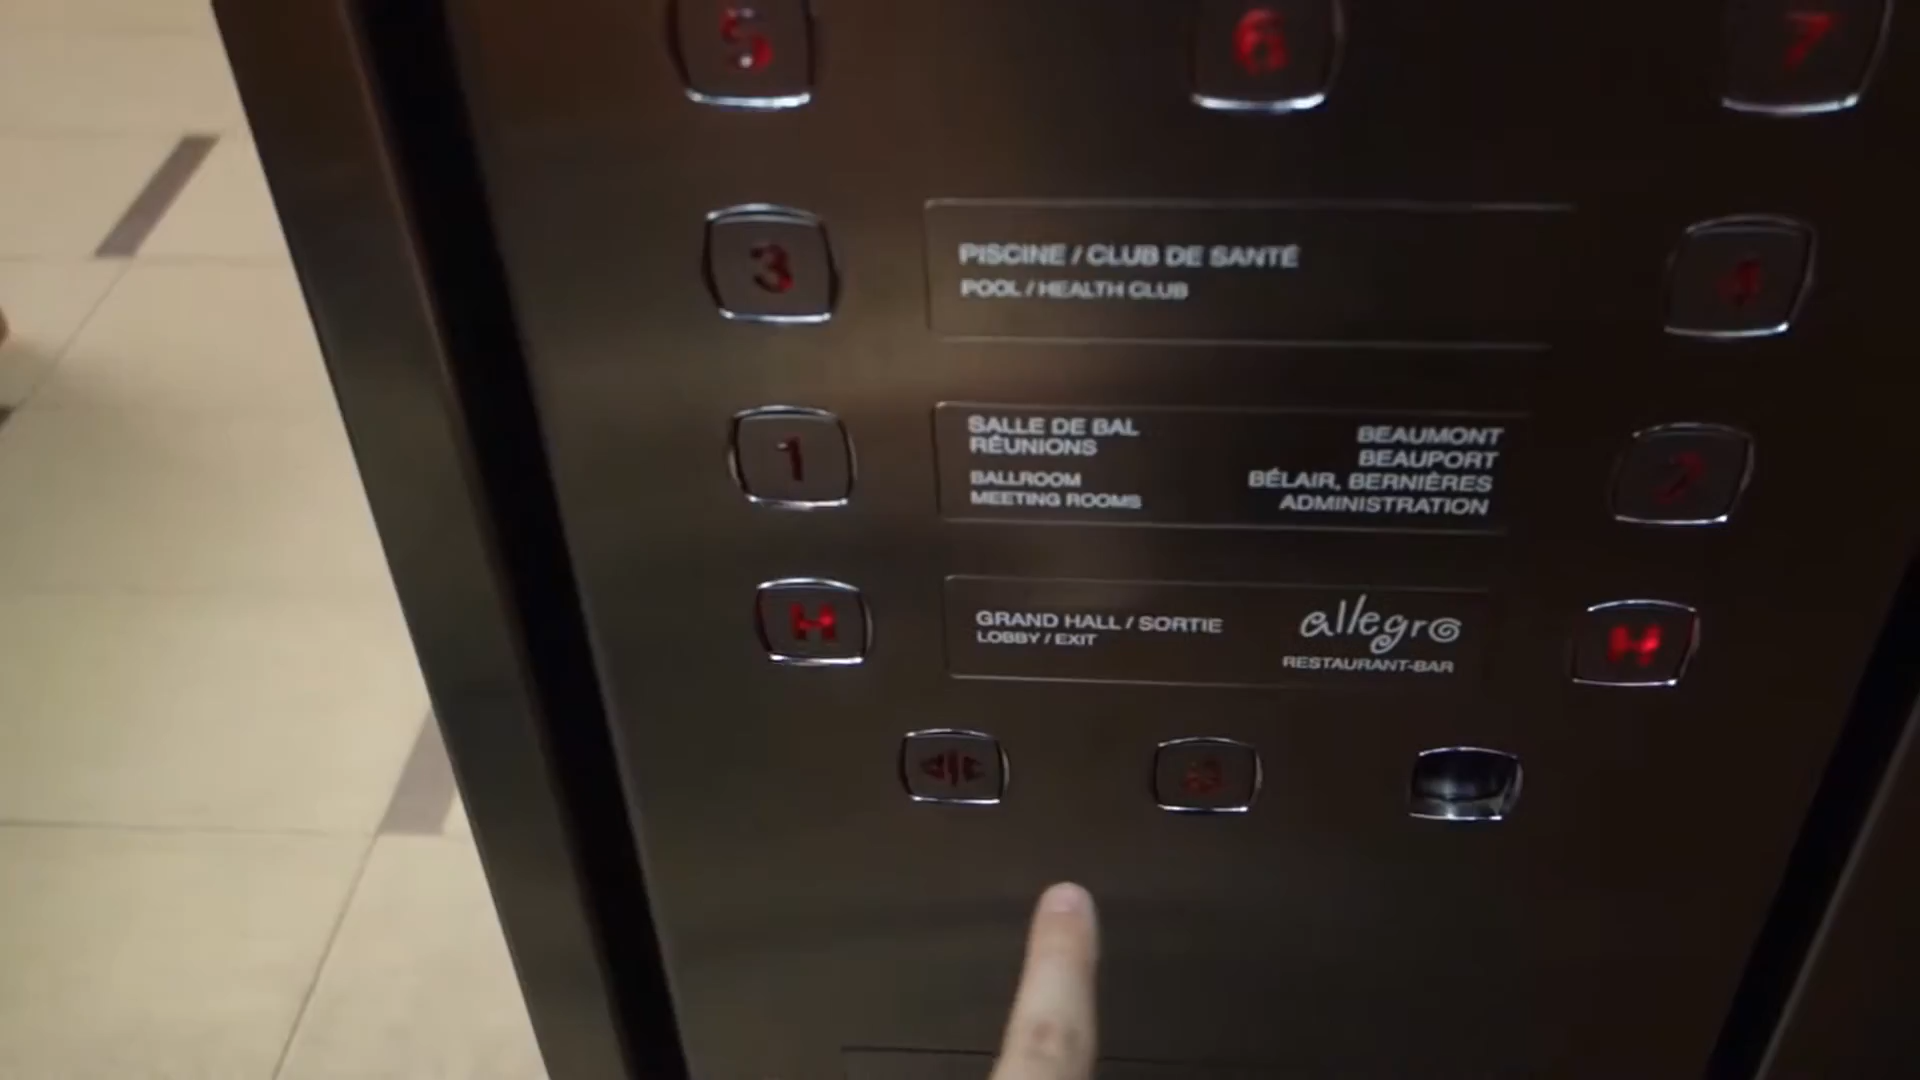 5
6
7
3
PISCINE / CLUB DE SANTÉ
POOL / HEALTH CLUB
4
1
SALLE DE BAL
RÉUNIONS
BALLROOM
MEETING ROOMS
BEAUMONT
BEAUPORT
BÉLAIR, BERNIÈRES
ADMINISTRATION
2
H
GRAND HALL / SORTIE
LOBBY / EXIT
allegro
RESTAURANT-BAR
H